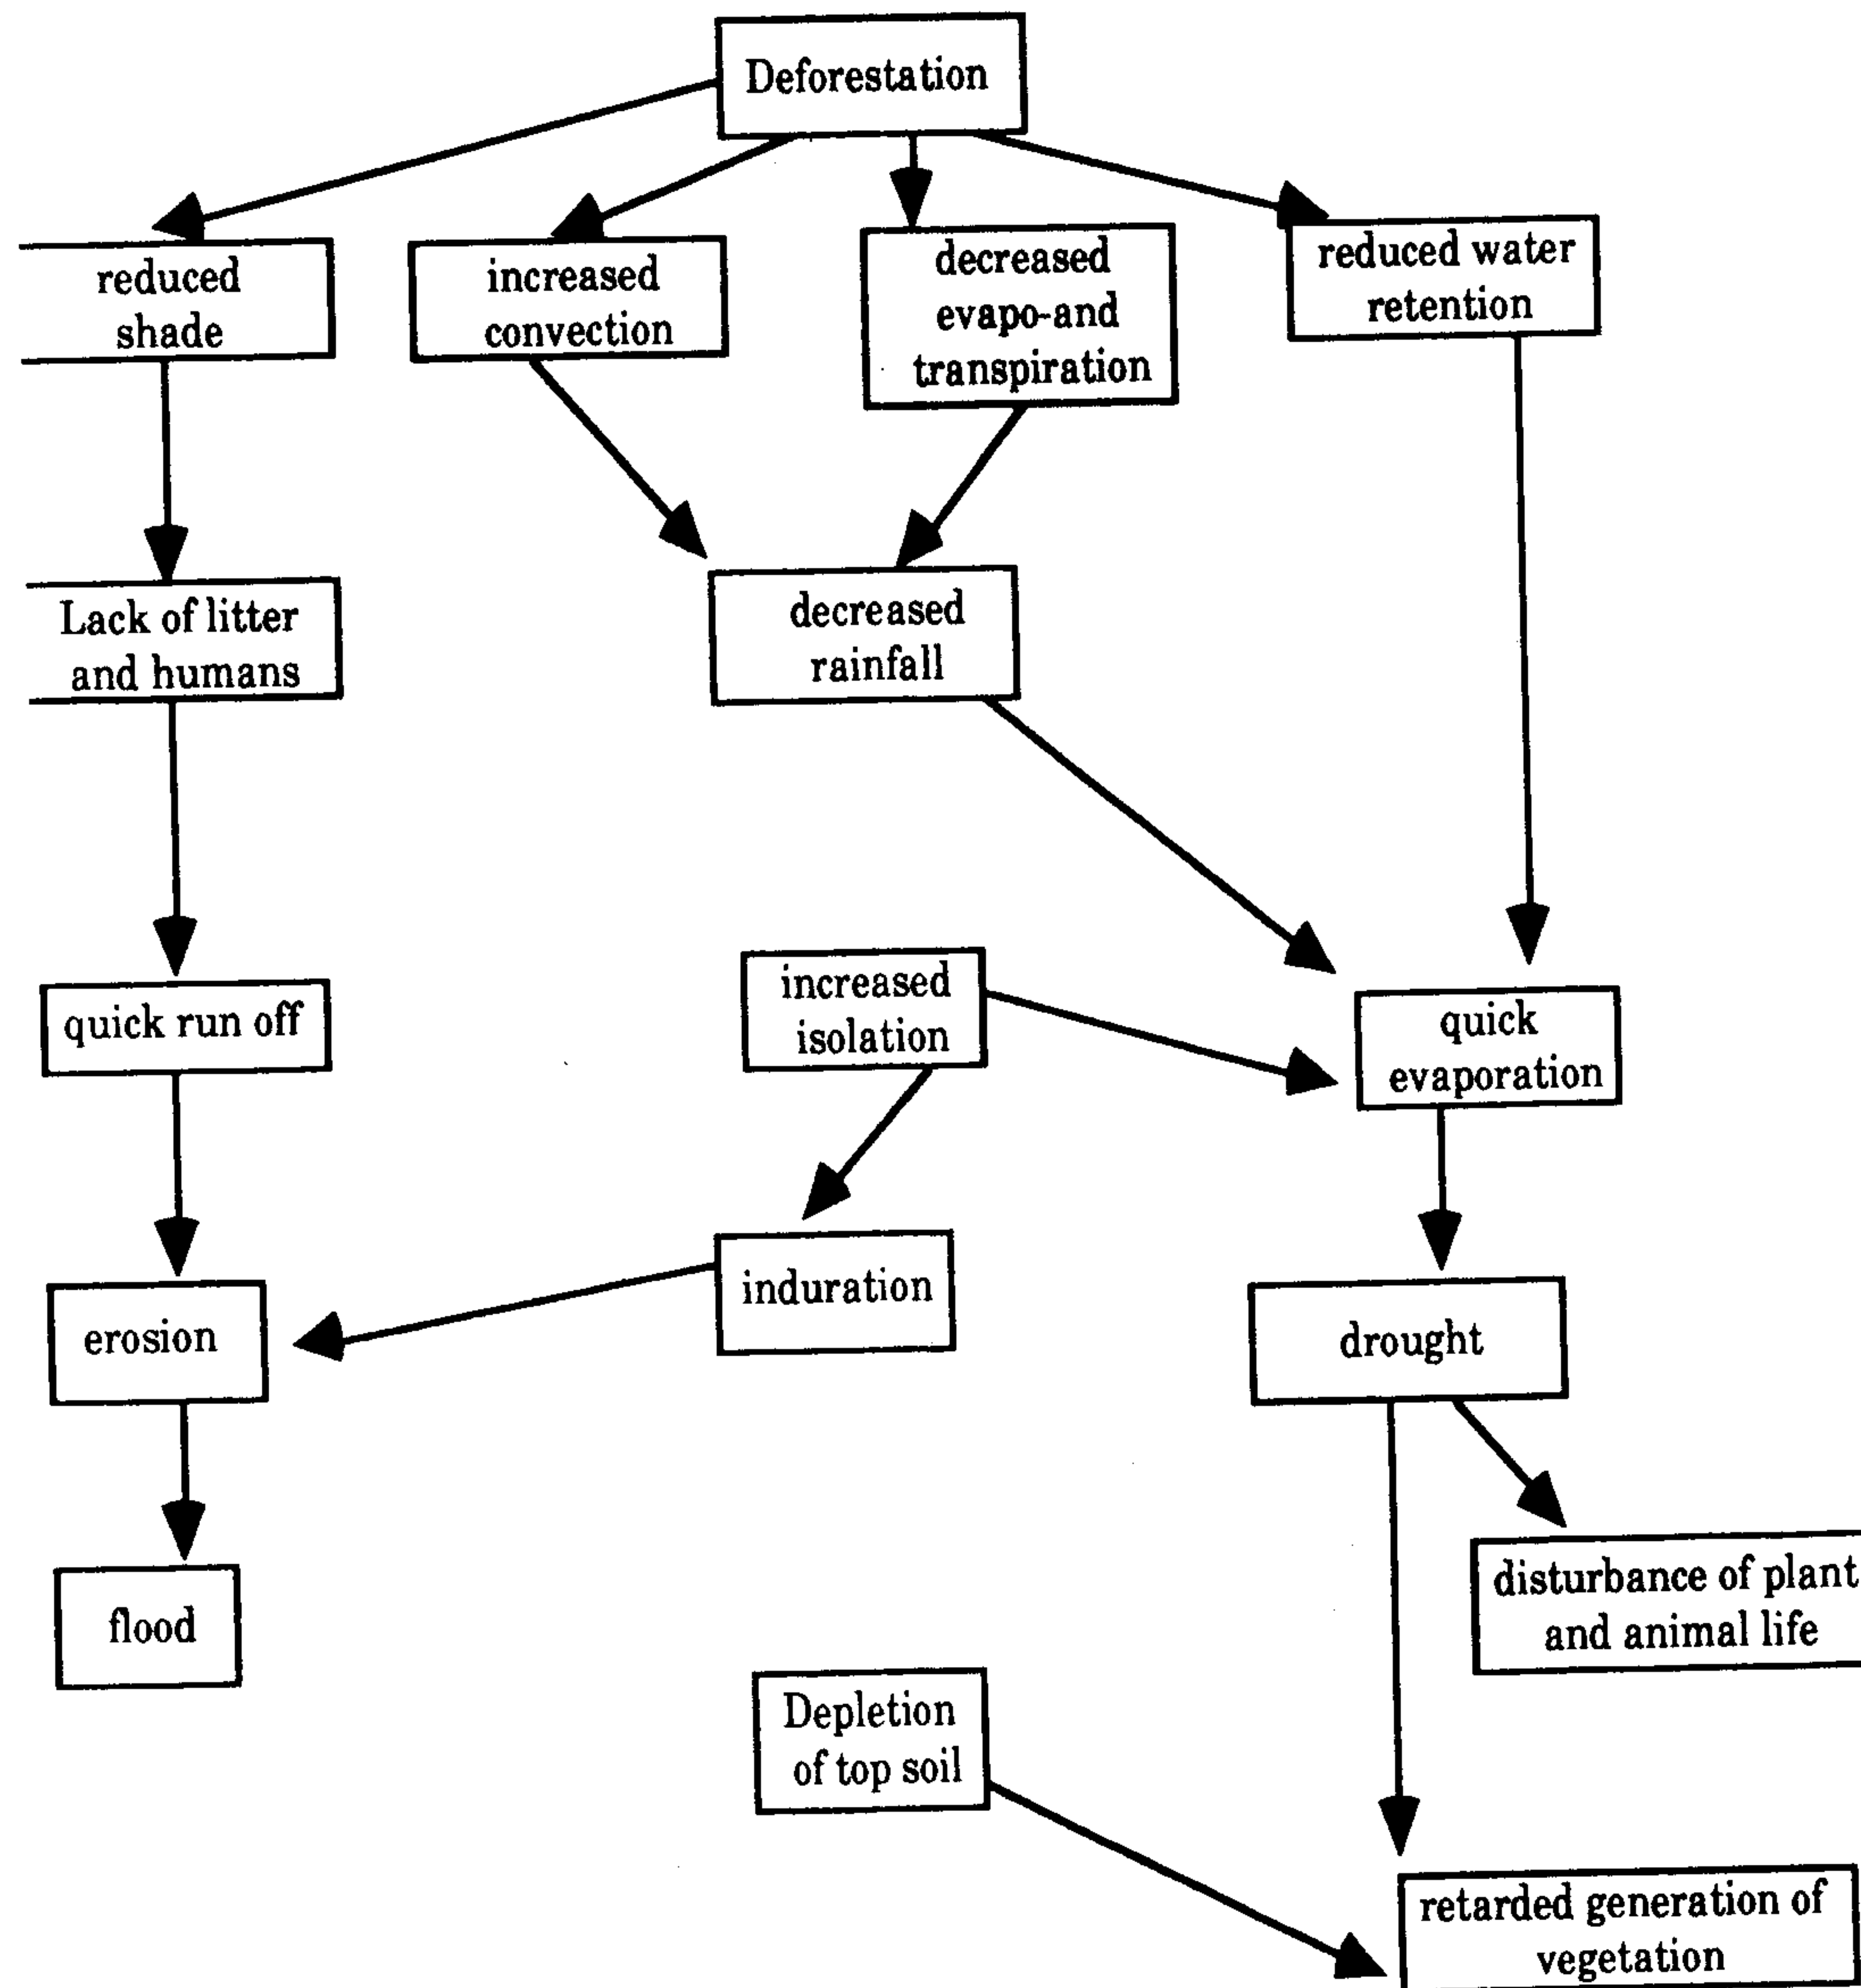 Deforestation
reduced
shade
increased
convection
decreased
evapo-and
transpiration
reduced water
retention
Lack of litter
and humans
decreased
rainfall
quick run off
increased
isolation
quick
evaporation
erosion
induration
drought
flood
disturbance of plant
and animal life
Depletion
of top soil
retarded generation of
vegetation